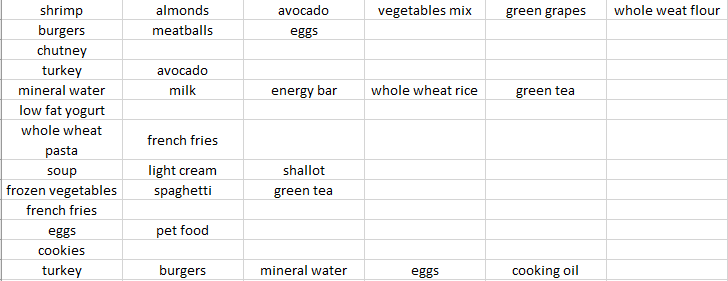 shrimp almonds avocado vegetables mix green grapes whole weat flour
burgers meatballs eggs
chutney
turkey avocado
mineral water milk energy bar whole wheat rice green tea
low fat yogurt
whole wheat
pasta french fries
soup light cream shallot
frozen vegetables spaghetti green tea
french fries
eggs pet food
cookies
turkey burgers mineral water eggs cooking oil